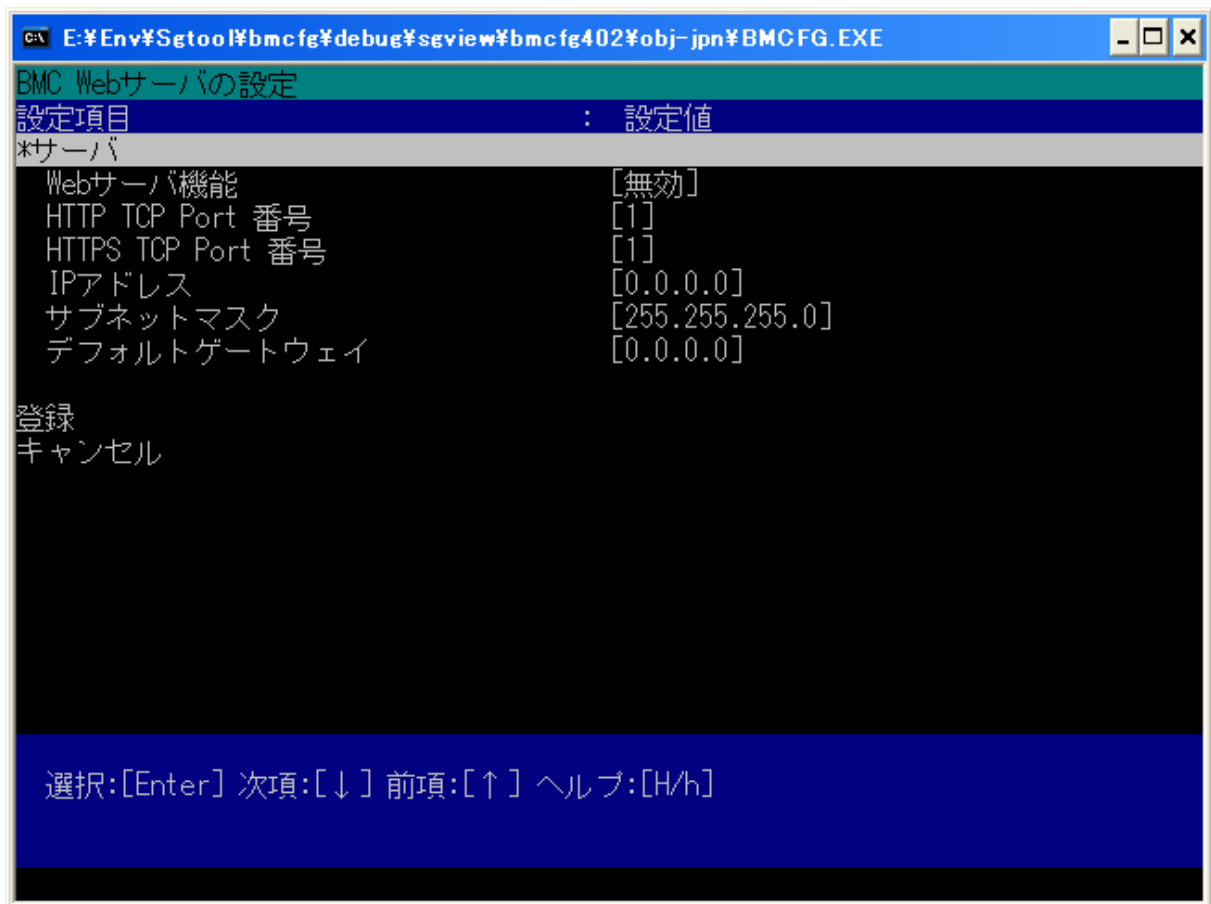 E:¥Env¥Sgtool¥bmcfg¥debug¥sgview¥bmcfg402¥obj-jpn¥BMCFG.EXE
BMC Webサーバの設定
設定項目 : 設定値
*サーバ
Webサーバ機能 [無効]
HTTP TCP Port 番号 [1]
HTTPS TCP Port 番号 [1]
IPアドレス [0.0.0.0]
サブネットマスク [255.255.255.0]
デフォルトゲートウェイ [0.0.0.0]
登録
キャンセル
選択:[Enter] 次項:[↓] 前項:[↑] ヘルプ:[H/h]